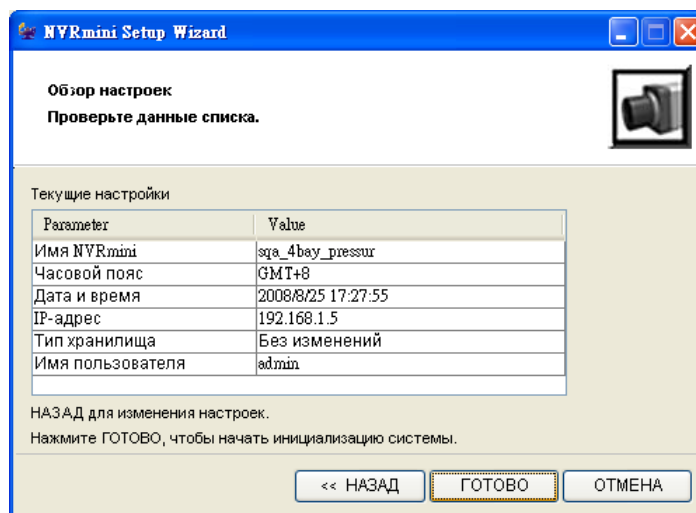 NVRmini Setup Wizard
Обзор настроек
Проверьте данные списка.
Текущие настройки
Parameter Value
Имя NVRmini sqa_4bay_pressur
Часовой пояс GMT+8
Дата и время 2008/8/25 17:27:55
IP-адрес 192.168.1.5
Тип хранилища Без изменений
Имя пользователя admin
НАЗАД для изменения настроек.
Нажмите ГОТОВО, чтобы начать инициализацию системы.
<< НАЗАД ГОТОВО ОТМЕНА